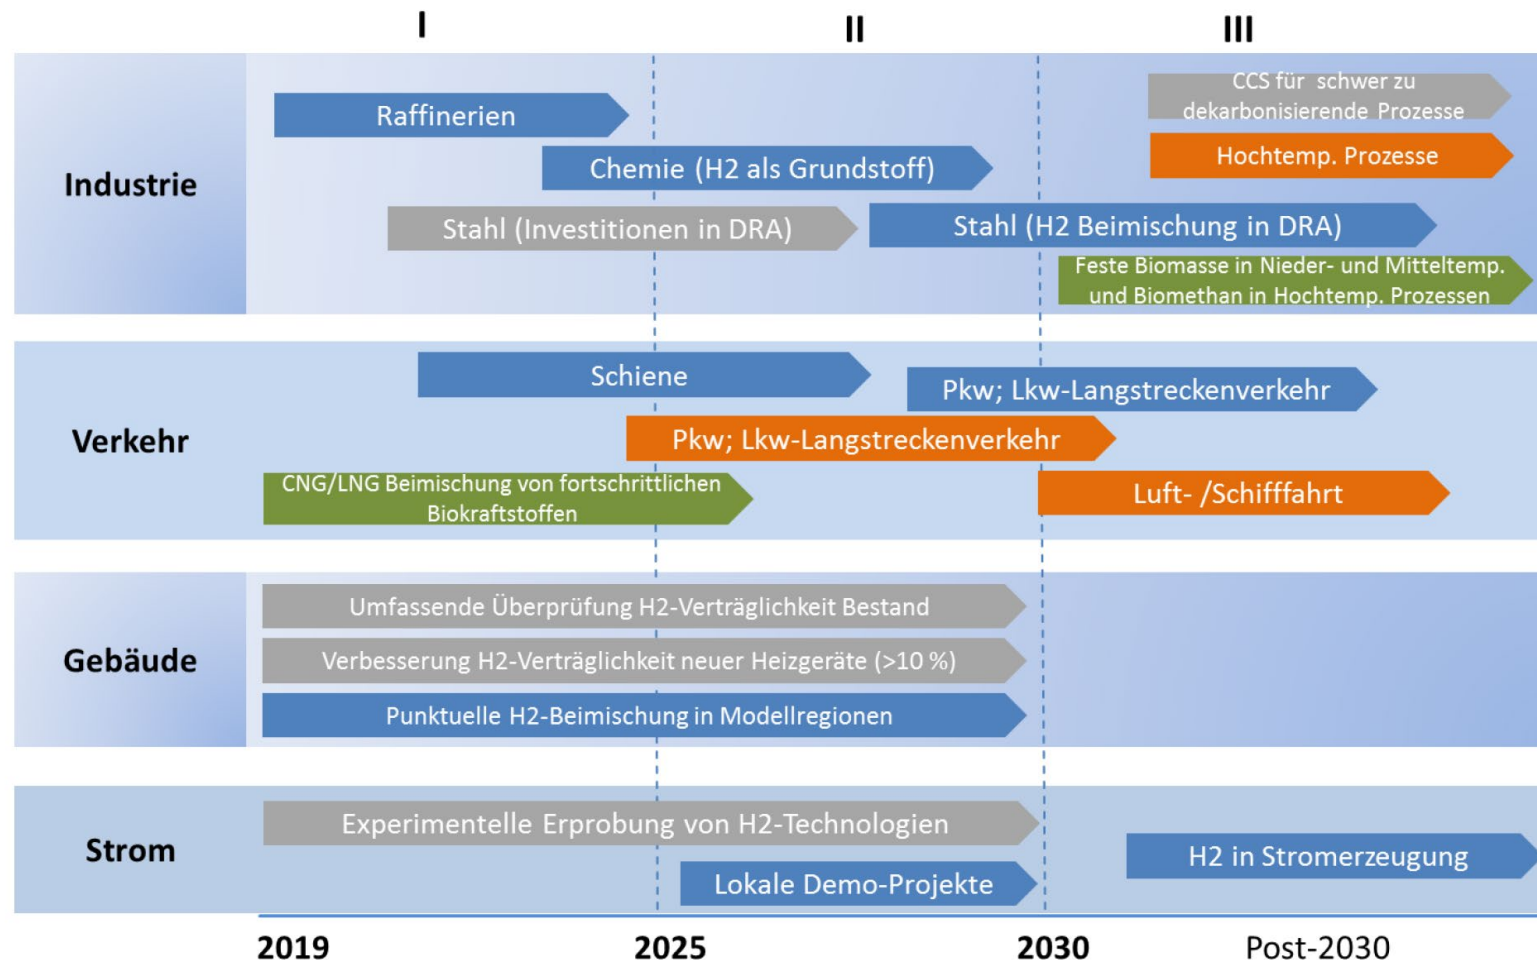 I
II
III
Industrie
Raffinerien
CCS für schwer zu
dekarbonisierende Prozesse
Chemie (H2 als Grundstoff)
Hochtemp. Prozesse
Stahl (Investitionen in DRA)
Stahl (H2 Beimischung in DRA)
Feste Biomasse in Nieder- und Mitteltemp.
und Biomethan in Hochtemp. Prozessen
Verkehr
Schiene
Pkw; Lkw-Langstreckenverkehr
Pkw; Lkw-Langstreckenverkehr
CNG/LNG Beimischung von fortschrittlichen
Biokraftstoffen
Luft- /Schifffahrt
Gebäude
Umfassende Überprüfung H2-Verträglichkeit Bestand
Verbesserung H2-Verträglichkeit neuer Heizgeräte (>10 %)
Punktuelle H2-Beimischung in Modellregionen
Strom
Experimentelle Erprobung von H2-Technologien
H2 in Stromerzeugung
Lokale Demo-Projekte
2019
2025
2030
Post-2030